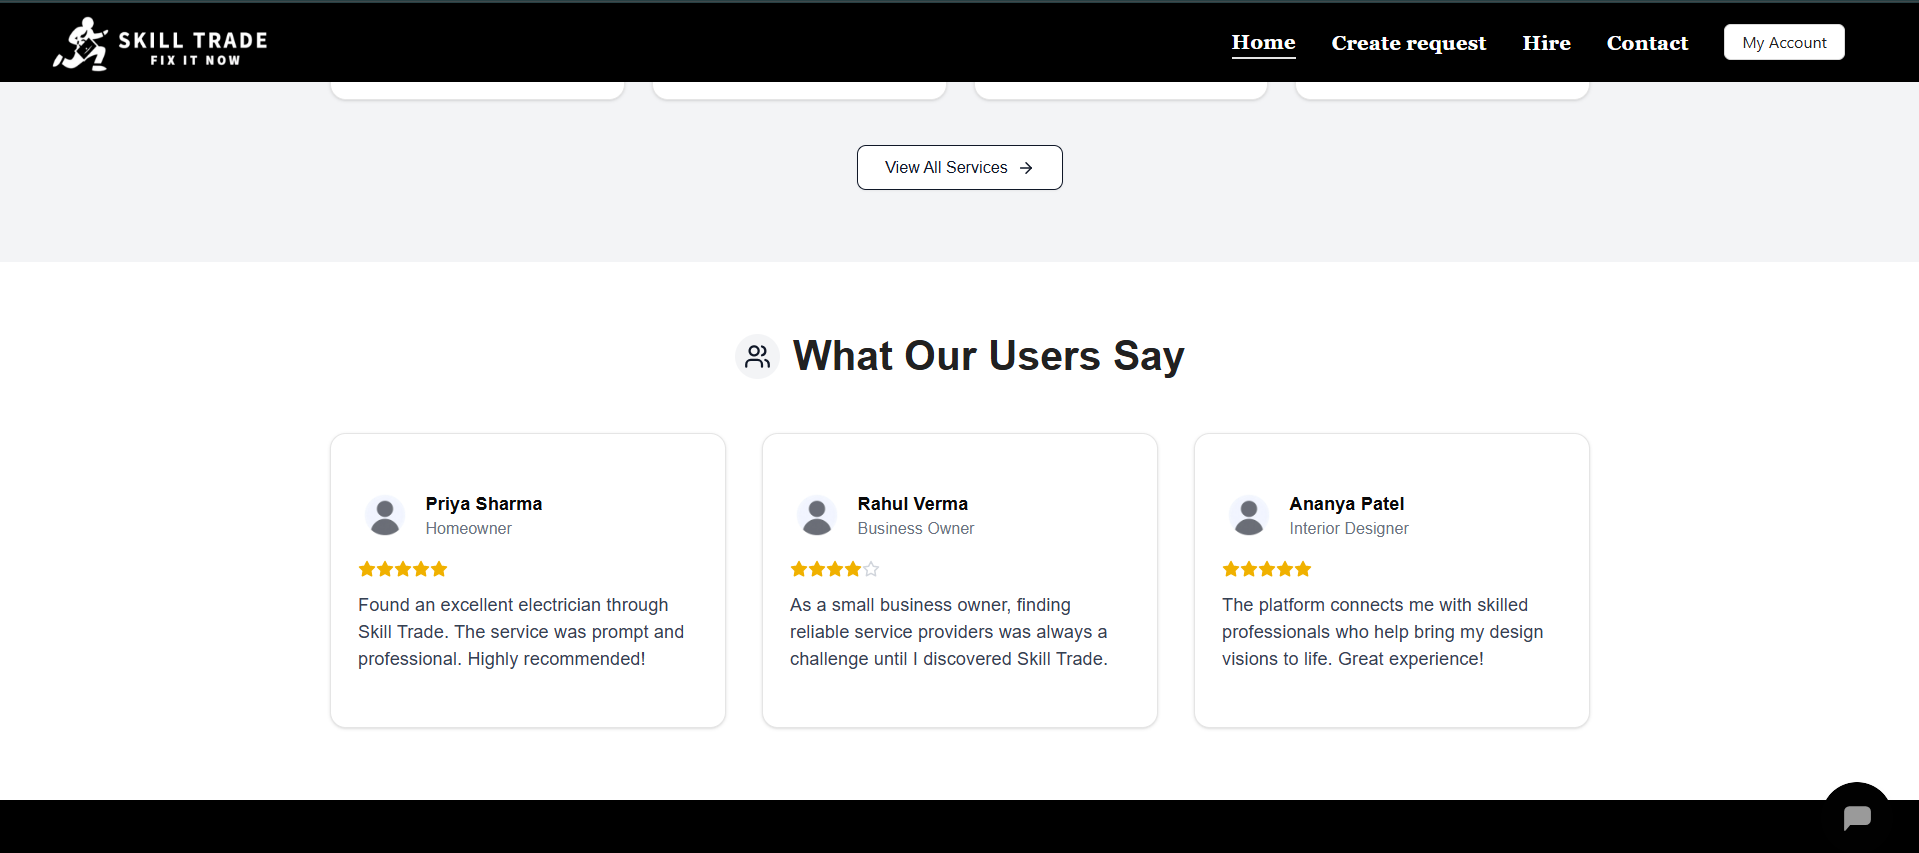 SKILL TRADE
FIX IT NOW
Home
Create request
Hire
Contact
My Account
View All Services
What Our Users Say
Priya Sharma
Homeowner
Found an excellent electrician through
Skill Trade. The service was prompt and
professional. Highly recommended!
Rahul Verma
Business Owner
As a small business owner, finding
reliable service providers was always a
challenge until I discovered Skill Trade.
Ananya Patel
Interior Designer
The platform connects me with skilled
professionals who help bring my design
visions to life. Great experience!